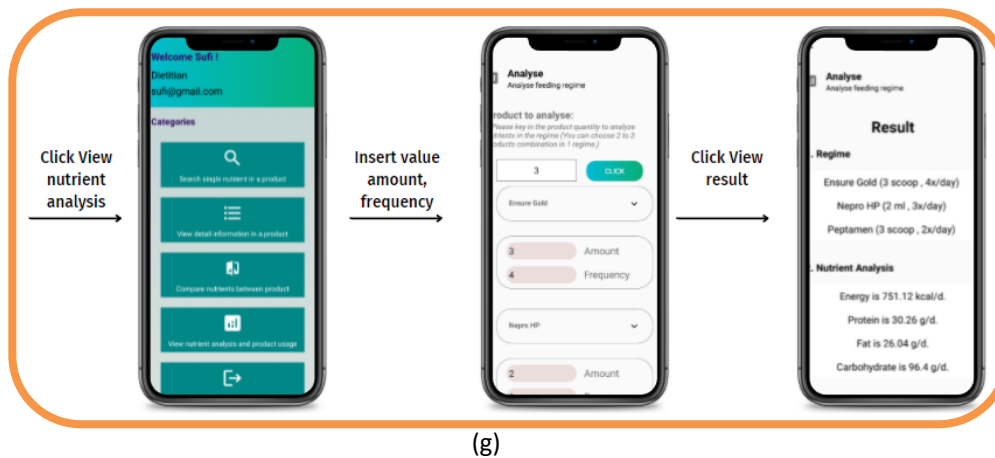 Click View
nutrient
analysis
Welcome Sufi !
Dietitian
sufi@gmail.com
Categories
Search single nutrient in a product
View detail information in a product
Compare nutrients between product
View nutrient analysis and product usage
Insert value
amount,
frequency
Analyse
Analyse feeding regime
roduct to analyse:
Please key in the product quantity to analyze
trients in the regime (You can choose 2 to 3
oducts combination in 1 regime.)
3 CLICK
Ensure Gold
3 Amount
4 Frequency
Nepro HP
2 Amount
Click View
result
Analyse
Analyse feeding regime
Result
. Regime
Ensure Gold (3 scoop , 4x/day)
Nepro HP (2 ml , 3x/day)
Peptamen (3 scoop , 2x/day)
. Nutrient Analysis
Energy is 751.12 kcal/d.
Protein is 30.26 g/d.
Fat is 26.04 g/d.
Carbohydrate is 96.4 g/d.
(g)